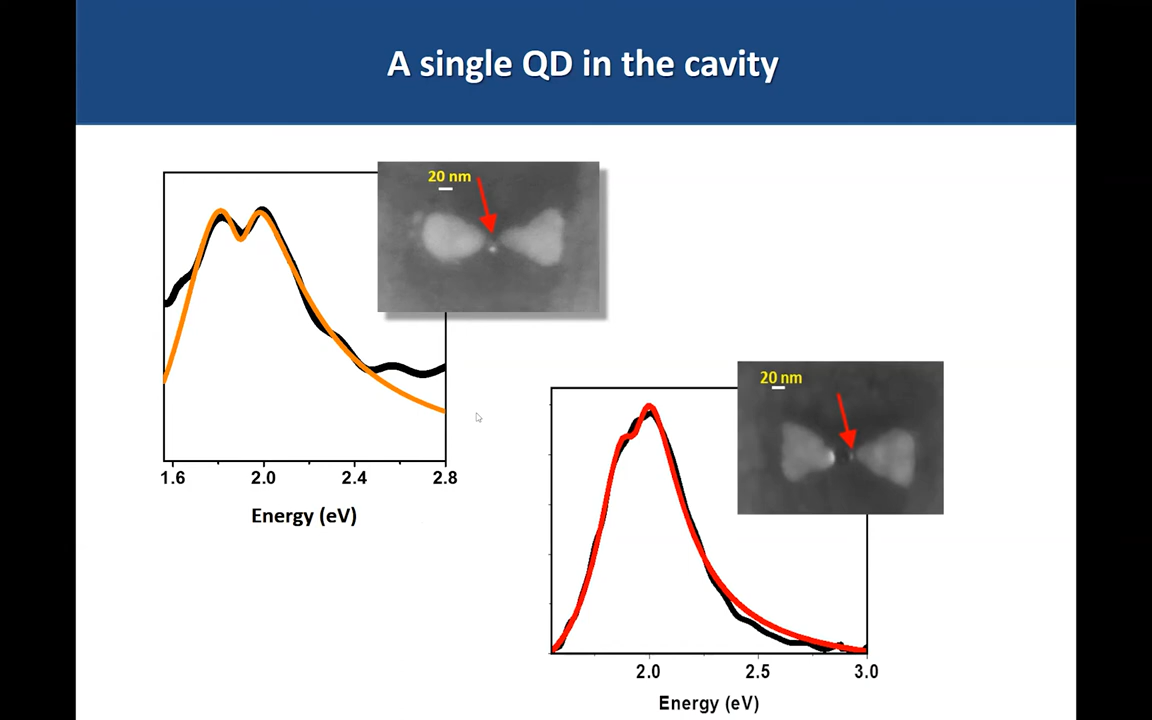 A single QD in the cavity
20 nm
1.6 2.0 2.4 2.8
Energy (eV)
20 nm
2.0 2.5 3.0
Energy (eV)